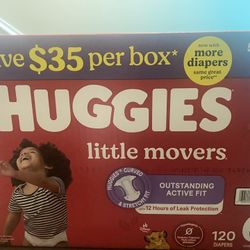 ve $35 per box*
now with
more
diapers
same great
price**
HUGGIES
little movers
HUGGIES® CURVED
& STRETCHY FIT
OUTSTANDING
ACTIVE FIT
12 Hours of Leak Protection
120
DIAPERS